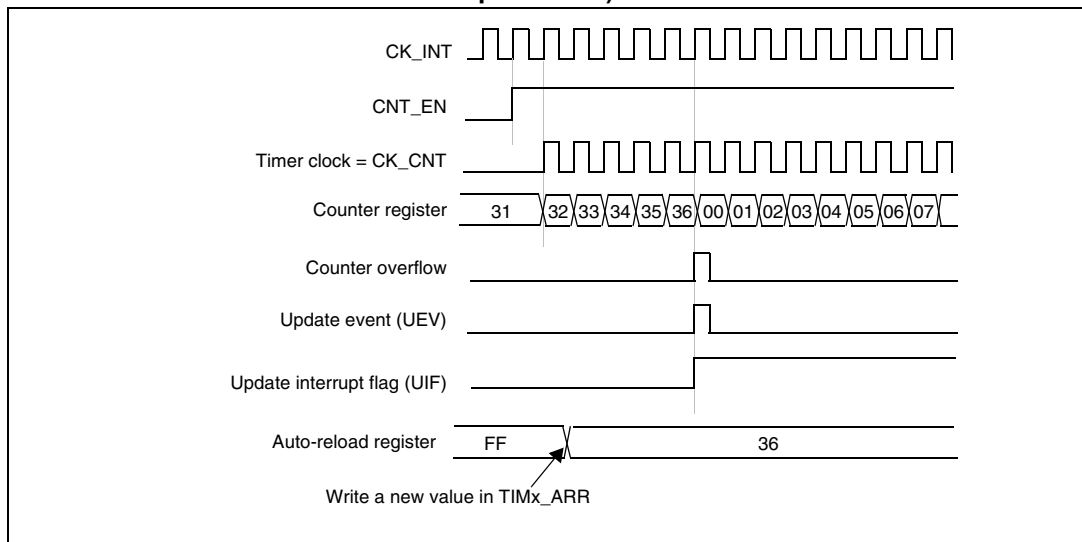 CK_INT
CNT_EN
Timer clock = CK_CNT
Counter register 31 32 33 34 35 36 00 01 02 03 04 05 06 07
Counter overflow
Update event (UEV)
Update interrupt flag (UIF)
Auto-reload register FF 36
Write a new value in TIMx_ARR